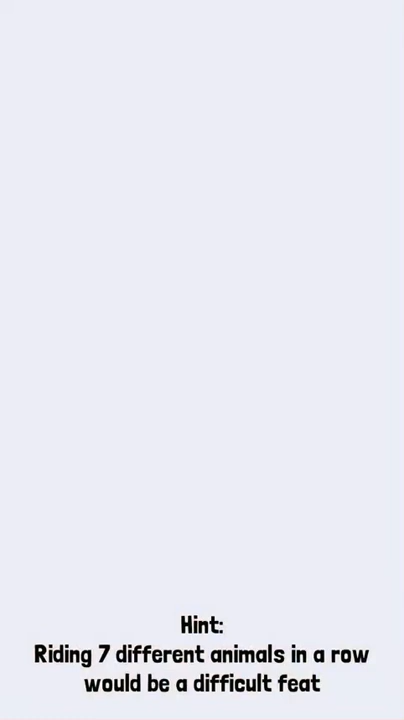 Hint:
Riding 7 different animals in a row
would be a difficult feat